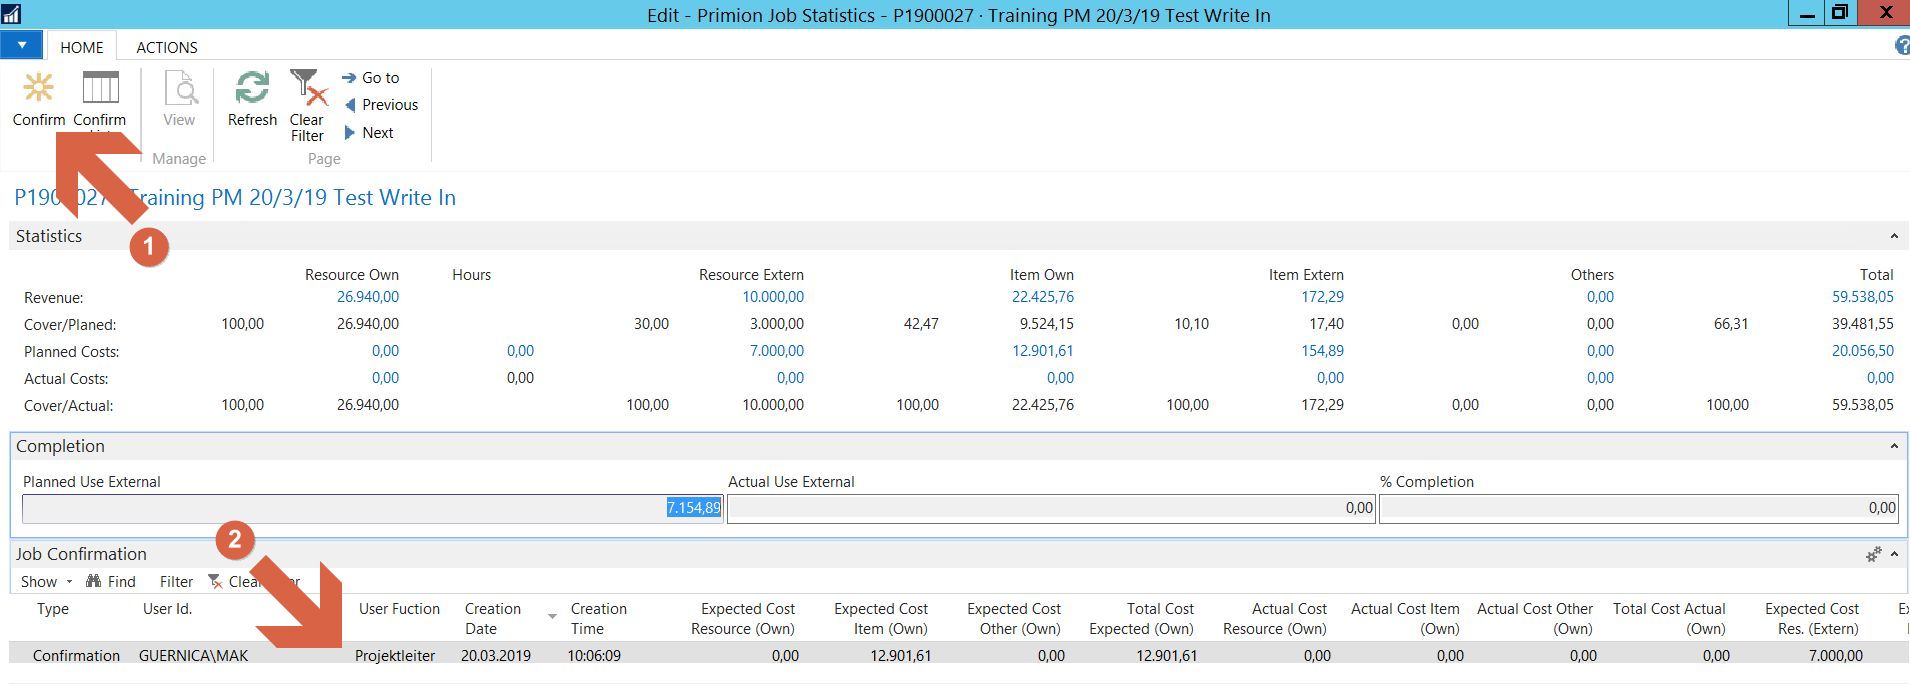 Edit - Primion Job Statistics - P1900027 · Training PM 20/3/19 Test Write In
HOME ACTIONS
Confirm Confirm View Refresh Clear Filter Go to Previous Next
Manage Page
Training PM 20/3/19 Test Write In
1
Statistics
Resource Own Hours Resource Extern Item Own Item Extern Others Total
Revenue: 26.940,00 10.000,00 22.425,76 172,29 0,00 59.538,05
Cover/Planed: 100,00 26.940,00 30,00 3.000,00 42,47 9.524,15 10,10 17,40 0,00 0,00 66,31 39.481,55
Planned Costs: 0,00 0,00 7.000,00 12.901,61 154,89 0,00 20.056,50
Actual Costs: 0,00 0,00 0,00 0,00 0,00 0,00 0,00
Cover/Actual: 100,00 26.940,00 100,00 10.000,00 100,00 22.425,76 100,00 172,29 0,00 0,00 100,00 59.538,05
Completion
Planned Use External Actual Use External % Completion
7.154,89 0,00 0,00
2
Job Confirmation
Show Find Filter
Type User Id. User Fuction Creation Date Creation Time Expected Cost Resource (Own) Expected Cost Item (Own) Expected Cost Other (Own) Total Cost Expected (Own) Actual Cost Resource (Own) Actual Cost Item (Own) Actual Cost Other (Own) Total Cost Actual (Own) Expected Cost Res. (Extern)
Confirmation GUERNICA\MAK Projektleiter 20.03.2019 10:06:09 0,00 12.901,61 0,00 12.901,61 0,00 0,00 0,00 0,00 7.000,00